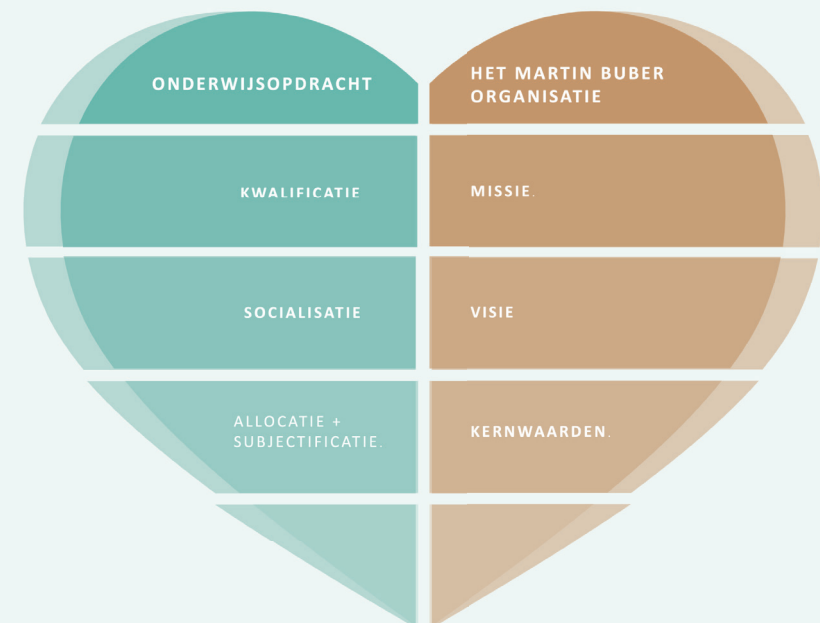 ONDERWIJSOPDRACHT
KWALIFICATIE
SOCIALISATIE
ALLOCATIE +
SUBJECTIFICATIE.
HET MARTIN BUBER
ORGANISATIE
MISSIE.
VISIE
KERNWAARDEN.